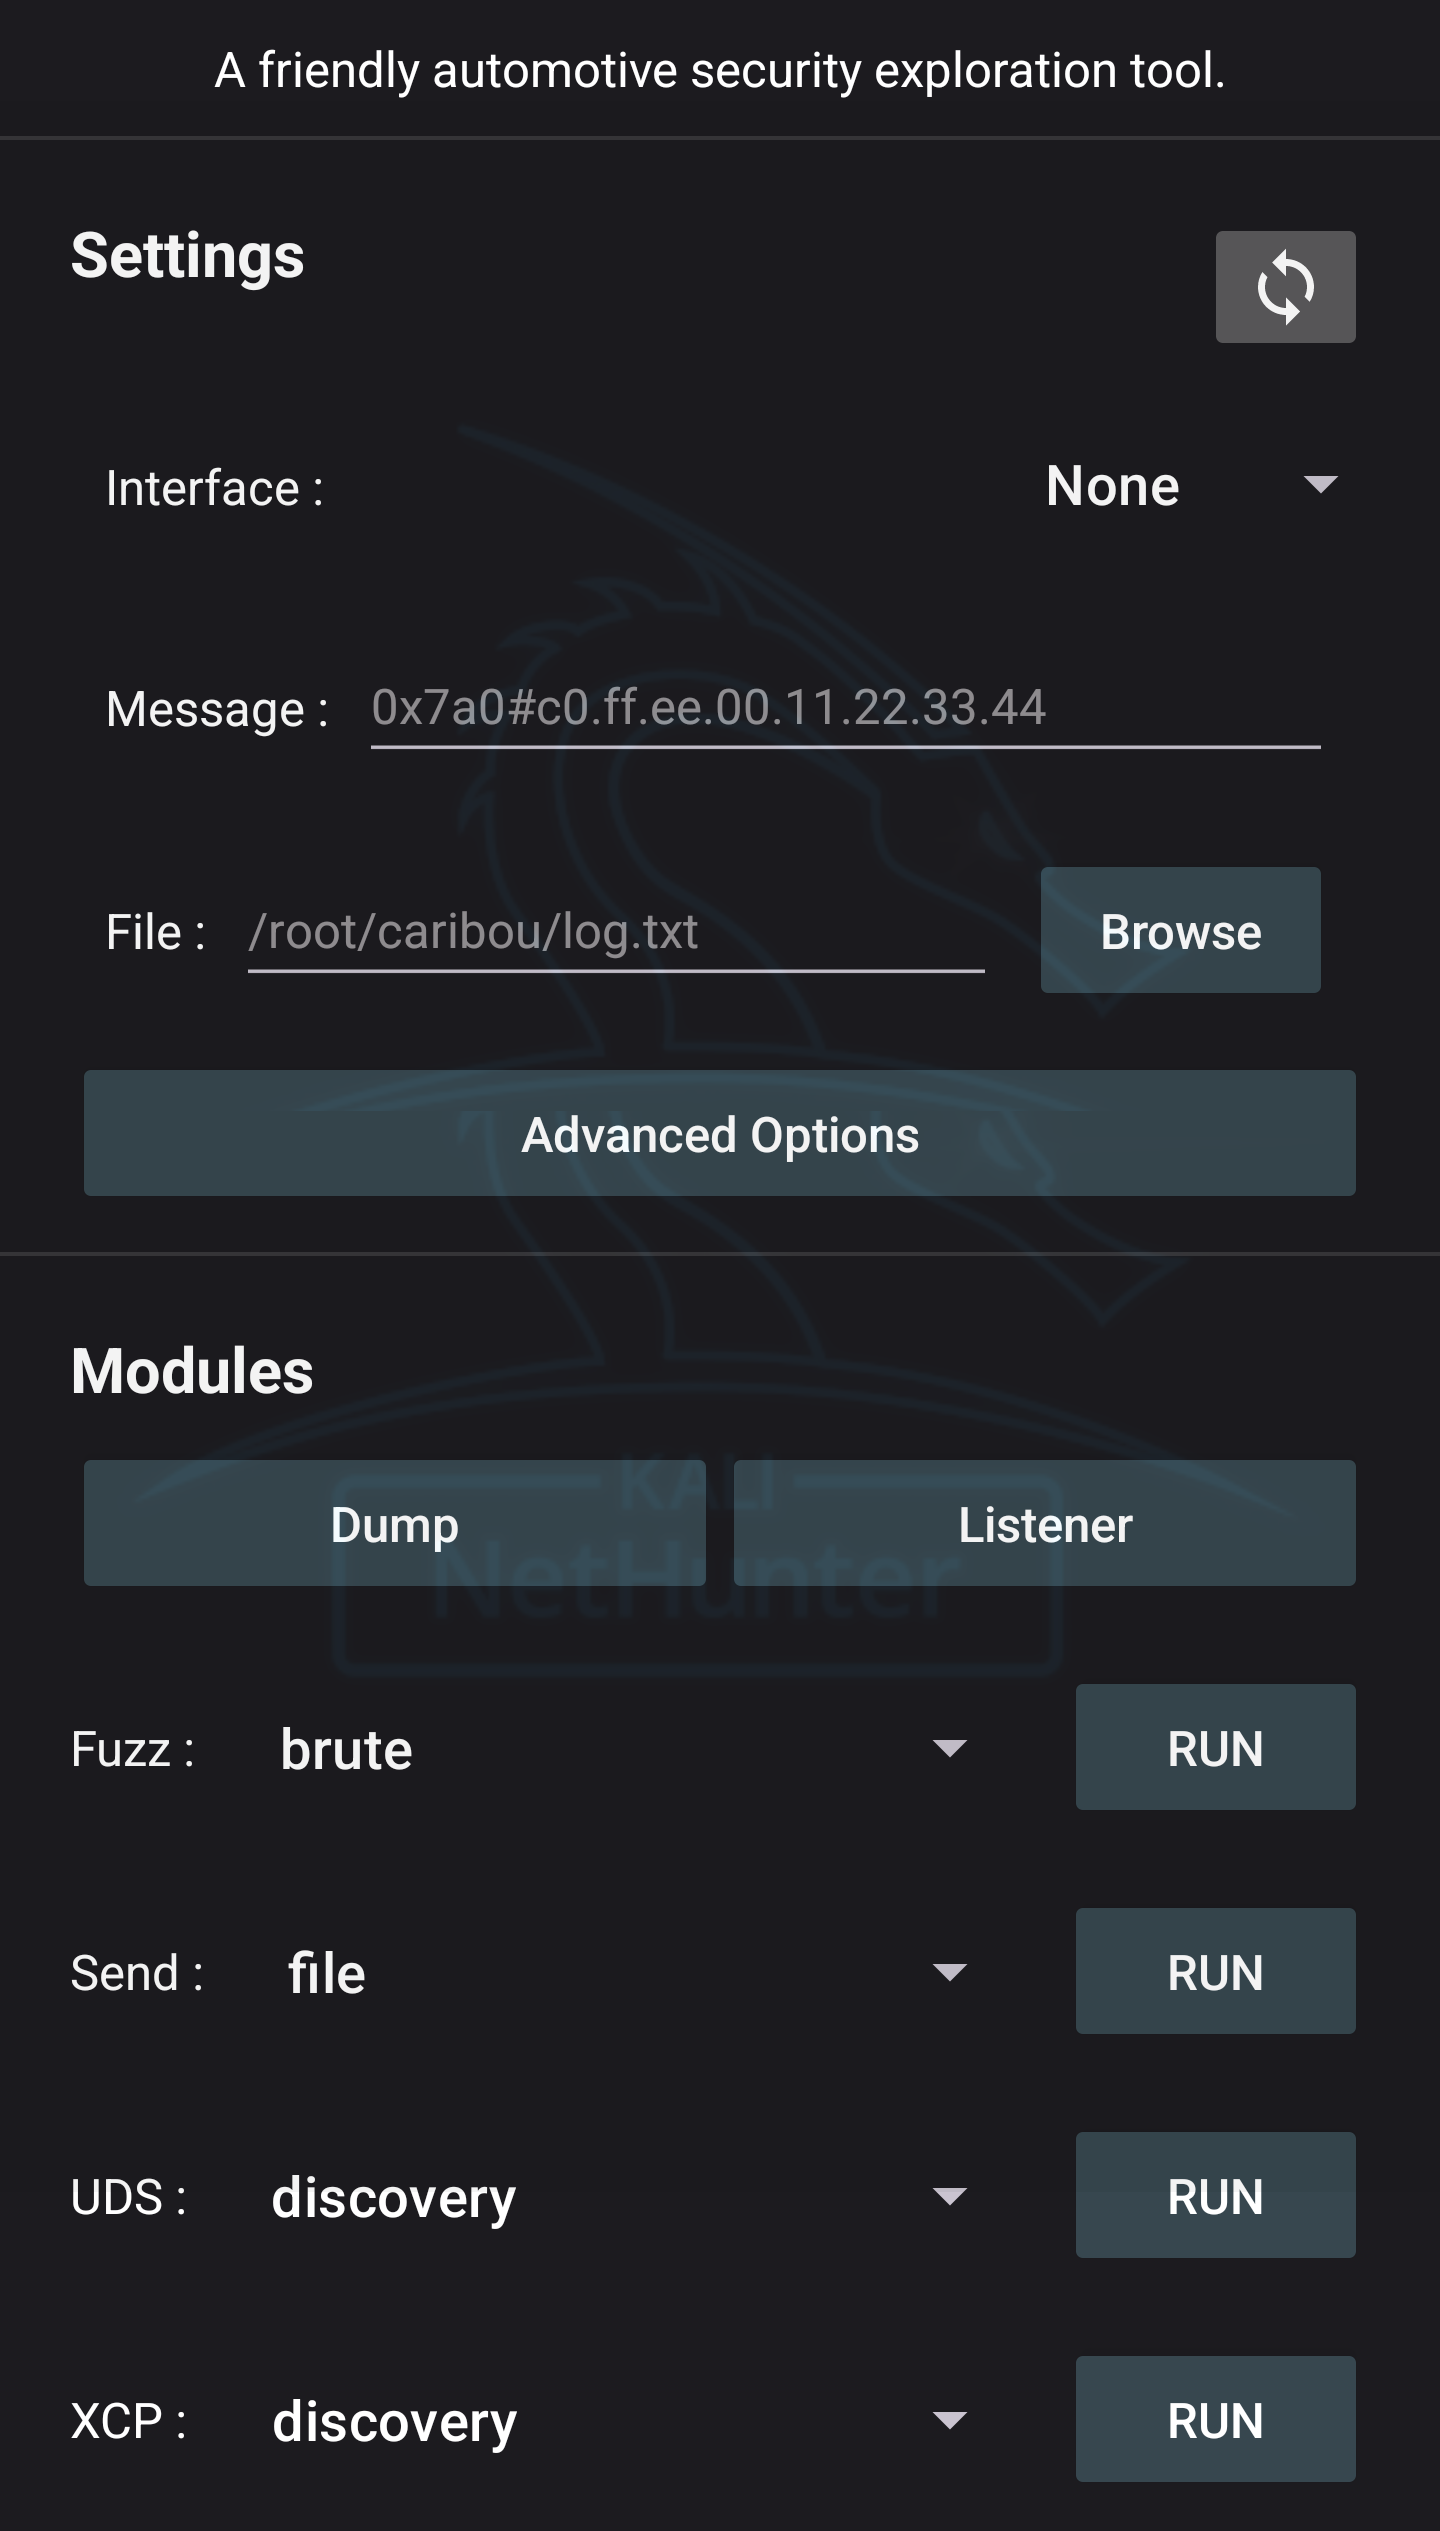 A friendly automotive security exploration tool.
Settings
Interface : None
Message : 0x7a0#c0.ff.ee.00.11.22.33.44
File : /root/caribou/log.txt Browse
Advanced Options
Modules
KALI
Dump Listener
NetHunter
Fuzz : brute RUN
Send : file RUN
UDS : discovery RUN
XCP : discovery RUN